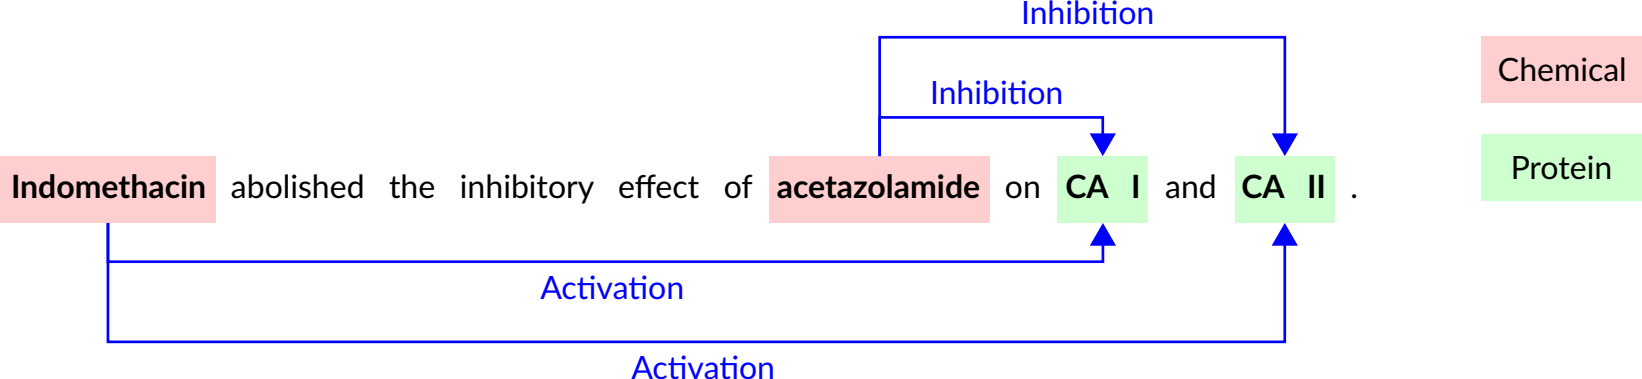 Inhibition
Chemical
Inhibition
Protein
Indomethacin abolished the inhibitory effect of acetazolamide on CA I and CA II .
Activation
Activation